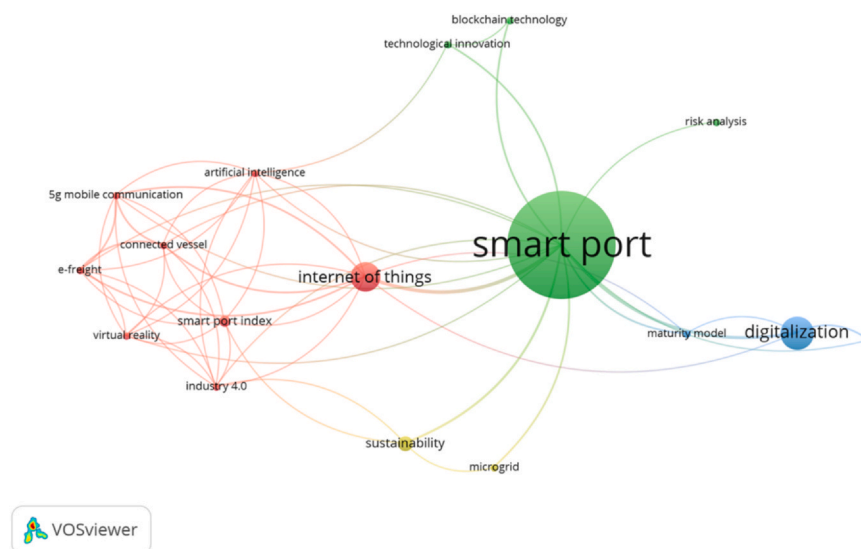 blockchain technology
technological innovation
risk analysis
artificial intelligence
5g mobile communication
smart port
connected vessel
e-freight
internet of things
smart port index
virtual reality
maturity model
digitalization
industry 4.0
sustainability
microgrid
VOSviewer